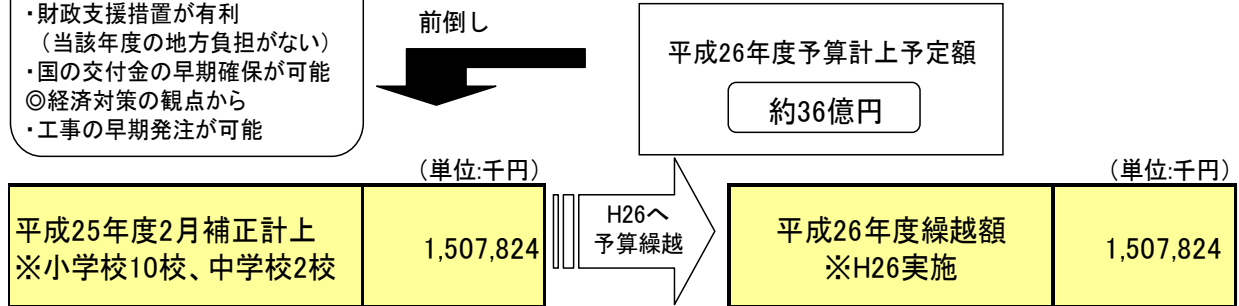 ・財政支援措置が有利
（当該年度の地方負担がない）
・国の交付金の早期確保が可能
◎経済対策の観点から
・工事の早期発注が可能
前倒し
平成26年度予算計上予定額
約36億円
（単位:千円）
（単位:千円）
平成25年度2月補正計上
※小学校10校、中学校2校
1,507,824
H26へ
予算繰越
平成26年度繰越額
※H26実施
1,507,824